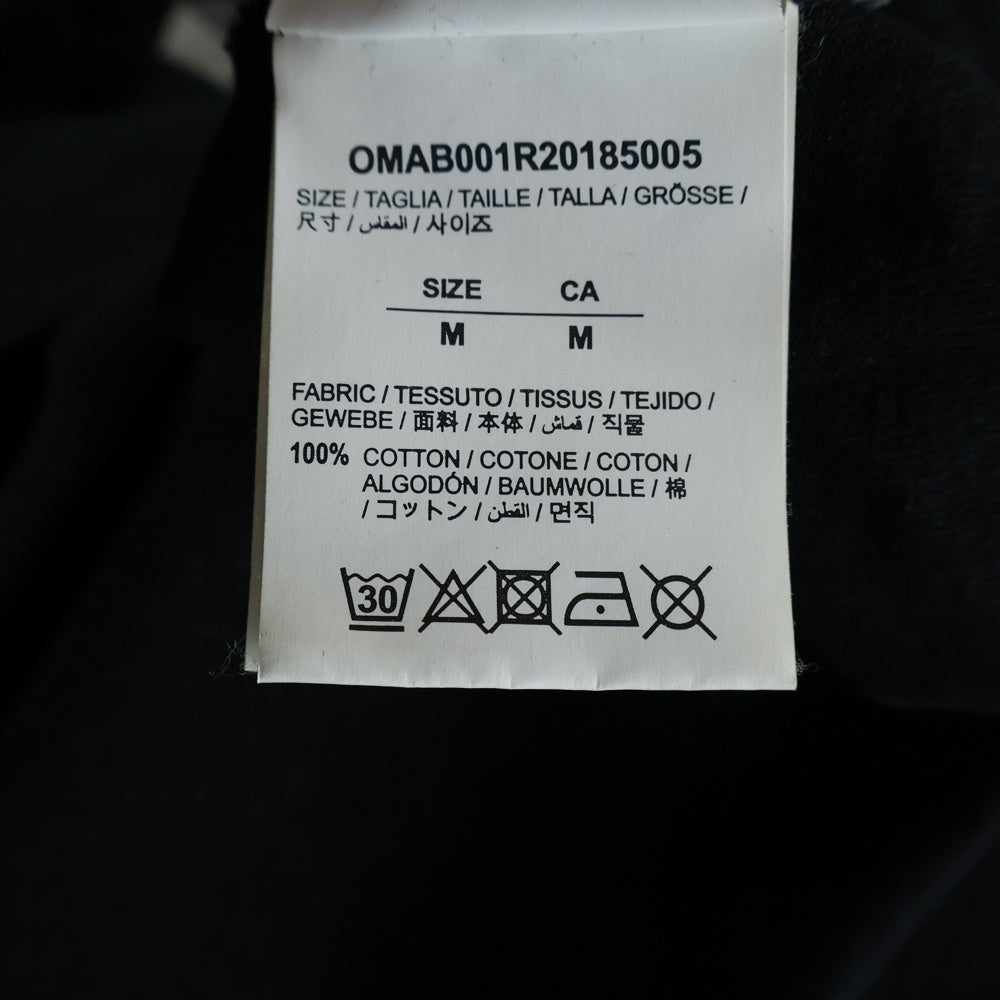 OMAB001R20185005
SIZE / TAGLIA / TAILLE / TALLA / GRÖSSE /
尺寸 / المقاس / 사이즈
SIZE CA
M M
FABRIC / TESSUTO / TISSUS / TEJIDO /
GEWEBE / 面料 / 本体 / قماش / 직물
100% COTTON / COTONE / COTON /
ALGODÓN / BAUMWOLLE / 棉
/ コットン / القطن / 면직
30